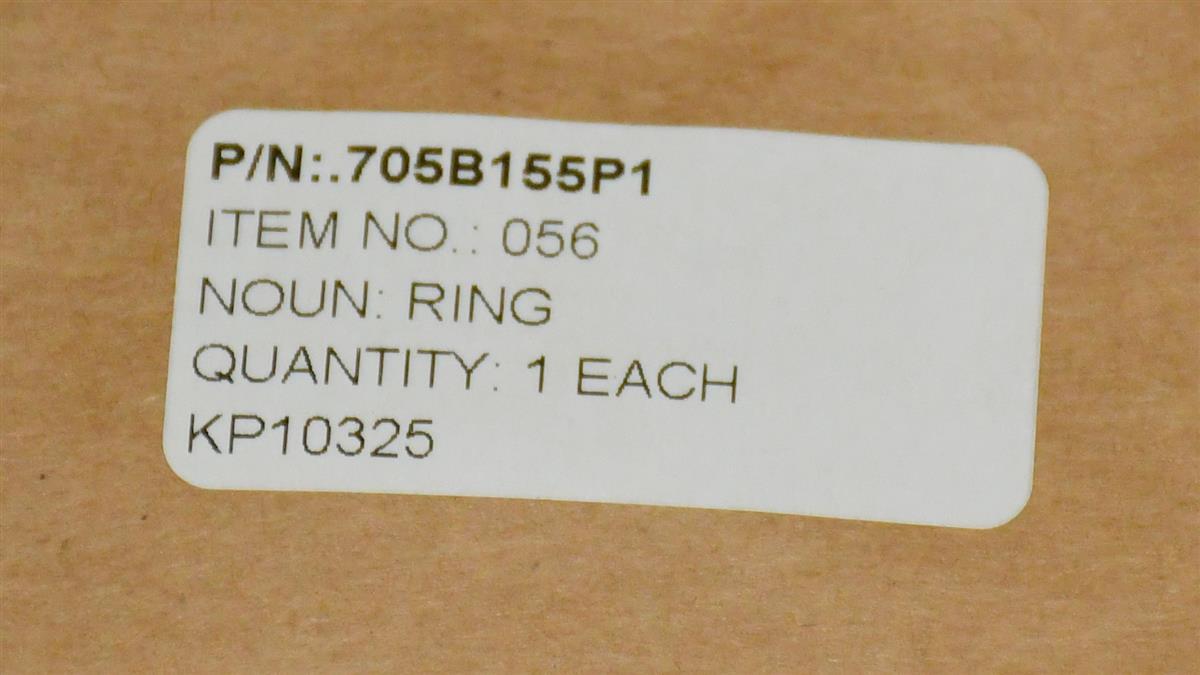 P/N:.705B155P1
ITEM NO.: 056
NOUN: RING
QUANTITY: 1 EACH
KP10325